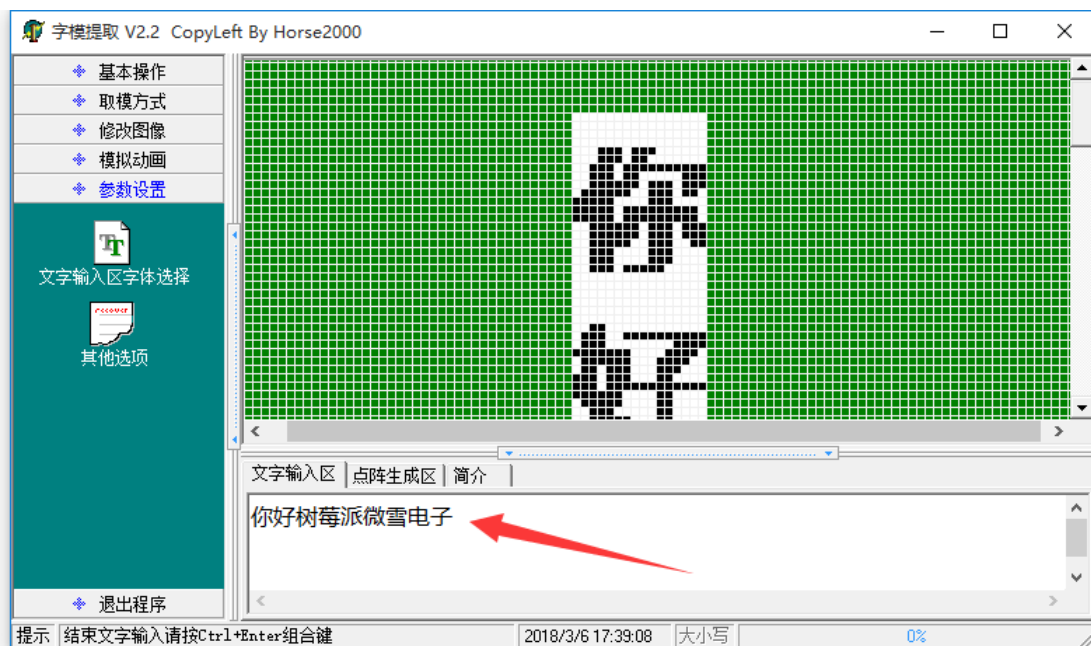 字模提取 V2.2 CopyLeft By Horse2000
基本操作
取模方式
修改图像
模拟动画
参数设置
文字输入区字体选择
其他选项
退出程序
你
好
文字输入区 点阵生成区 简介
你好树莓派微雪电子
提示 结束文字输入请按Ctrl+Enter组合键 2018/3/6 17:39:08 大小写 0%